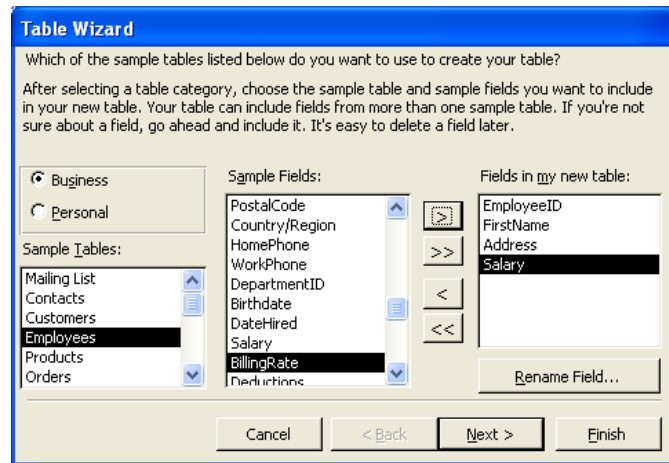 Table Wizard
Which of the sample tables listed below do you want to use to create your table?
After selecting a table category, choose the sample table and sample fields you want to include
in your new table. Your table can include fields from more than one sample table. If you're not
sure about a field, go ahead and include it. It's easy to delete a field later.
Business
Personal
Sample Tables:
Mailing List
Contacts
Customers
Employees
Products
Orders
Sample Fields:
PostalCode
Country/Region
HomePhone
WorkPhone
DepartmentID
Birthdate
DateHired
Salary
BillingRate
Deductions
>
>>
<
<<
Fields in my new table:
EmployeeID
FirstName
Address
Salary
Rename Field...
Cancel
< Back
Next >
Finish